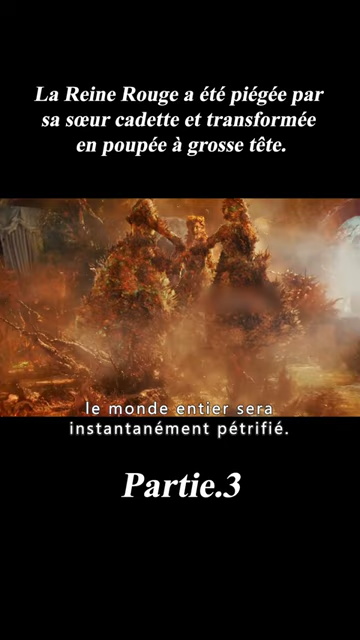 La Reine Rouge a été piégée par
sa sœur cadette et transformée
en poupée à grosse tête.
le monde entier sera
instantanément pétrifié.
Partie.3